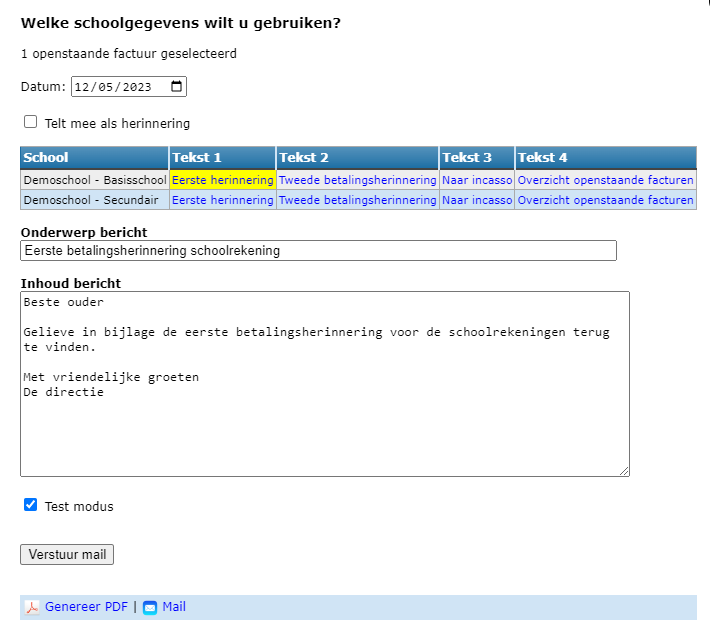 Welke schoolgegevens wilt u gebruiken?
1 openstaande factuur geselecteerd
Datum: 12/05/2023
Telt mee als herinnering
School Tekst 1 Tekst 2 Tekst 3 Tekst 4
Demoschool - Basisschool Eerste herinnering Tweede betalingsherinnering Naar incasso Overzicht openstaande facturen
Demoschool - Secundair Eerste herinnering Tweede betalingsherinnering Naar incasso Overzicht openstaande facturen
Onderwerp bericht
Eerste betalingsherinnering schoolrekening
Inhoud bericht
Beste ouder
Gelieve in bijlage de eerste betalingsherinnering voor de schoolrekeningen terug
te vinden.
Met vriendelijke groeten
De directie
Test modus
Verstuur mail
Genereer PDF | Mail